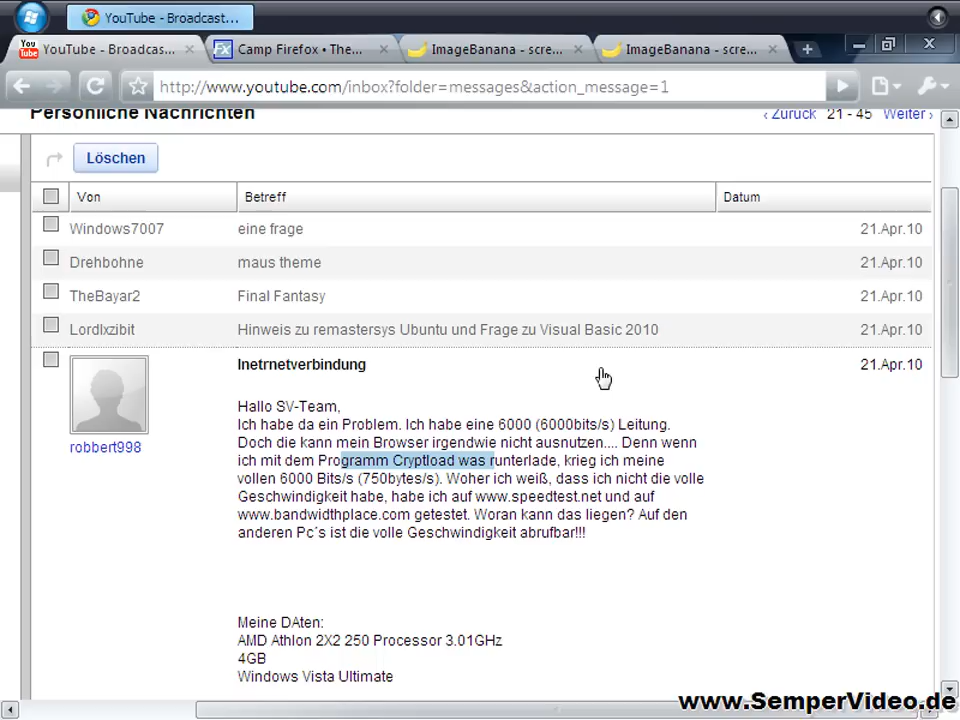 YouTube - Broadcast...
YouTube - Broadcas...
Camp Firefox • The...
ImageBanana - scre...
ImageBanana - scre...
http://www.youtube.com/inbox?folder=messages&action_message=1
Persönliche Nachrichten
‹ Zurück 21 - 45 Weiter ›
Löschen
Von Betreff Datum
Windows7007 eine frage 21.Apr.10
Drehbohne maus theme 21.Apr.10
TheBayar2 Final Fantasy 21.Apr.10
LordIxzibit Hinweis zu remastersys Ubuntu und Frage zu Visual Basic 2010 21.Apr.10
Inetrnetverbindung 21.Apr.10
robbert998
Hallo SV-Team,
Ich habe da ein Problem. Ich habe eine 6000 (6000bits/s) Leitung.
Doch die kann mein Browser irgendwie nicht ausnutzen.... Denn wenn
ich mit dem Programm Cryptload was runterlade, krieg ich meine
vollen 6000 Bits/s (750bytes/s). Woher ich weiß, dass ich nicht die volle
Geschwindigkeit habe, habe ich auf www.speedtest.net und auf
www.bandwidthplace.com getestet. Woran kann das liegen? Auf den
anderen Pc´s ist die volle Geschwindigkeit abrufbar!!!
Meine DAten:
AMD Athlon 2X2 250 Processor 3.01GHz
4GB
Windows Vista Ultimate
www.SemperVideo.de